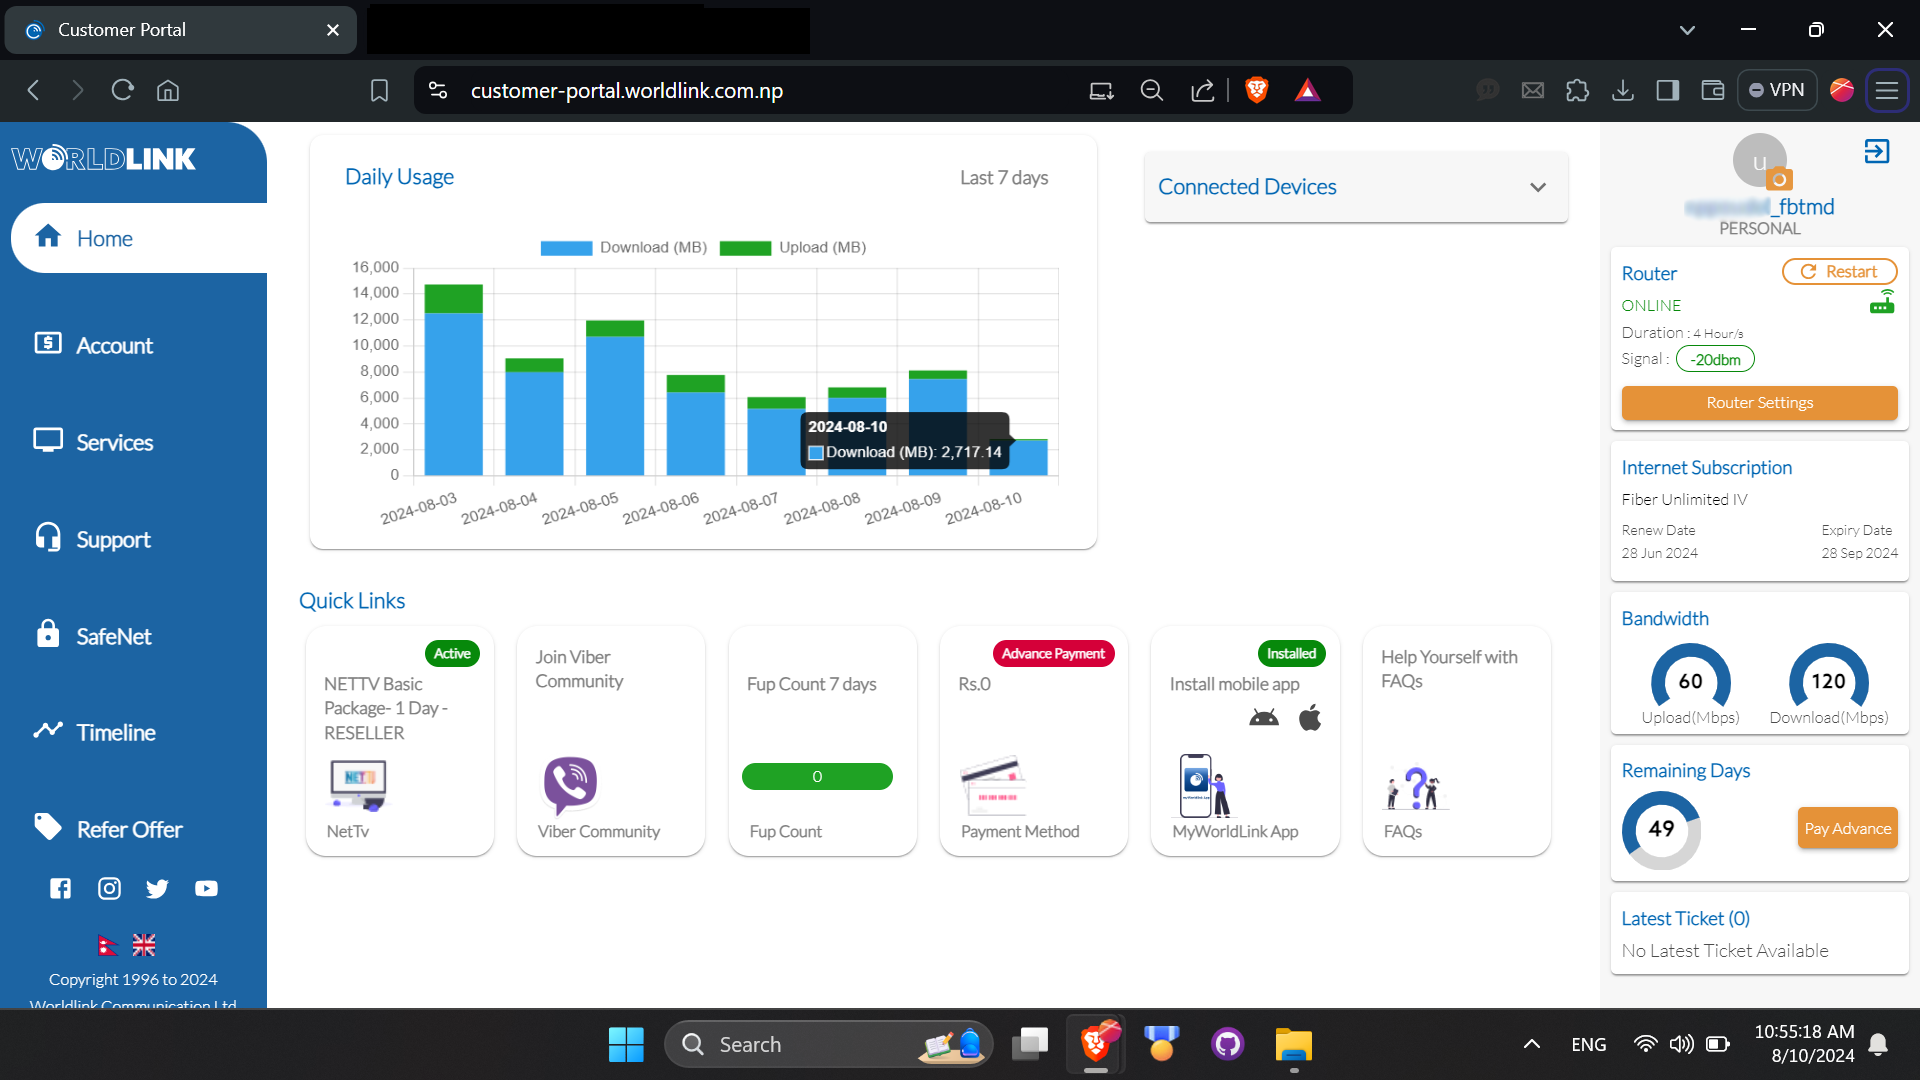 Customer Portal
customer-portal.worldlink.com.np
VPN
WORLDLINK
Home
Account
Services
Support
SafeNet
Timeline
Refer Offer
Copyright 1996 to 2024
Worldlink Communication Ltd
Daily Usage
Last 7 days
Download (MB)
Upload (MB)
16,000
14,000
12,000
10,000
8,000
6,000
4,000
2,000
0
2024-08-10
Download (MB): 2,717.14
2024-08-03
2024-08-04
2024-08-05
2024-08-06
2024-08-07
2024-08-08
2024-08-09
2024-08-10
Connected Devices
Quick Links
Active
NETTV Basic
Package- 1 Day -
RESELLER
NETTV
NetTv
Join Viber
Community
Viber Community
Fup Count 7 days
0
Fup Count
Advance Payment
Rs.0
Payment Method
Installed
Install mobile app
MyWorldLink App
Help Yourself with
FAQs
FAQs
u
_fbtmd
PERSONAL
Router
Restart
ONLINE
Duration : 4 Hour/s
Signal : -20dbm
Router Settings
Internet Subscription
Fiber Unlimited IV
Renew Date
Expiry Date
28 Jun 2024
28 Sep 2024
Bandwidth
60
120
Upload(Mbps)
Download(Mbps)
Remaining Days
49
Pay Advance
Latest Ticket (0)
No Latest Ticket Available
Search
ENG
10:55:18 AM
8/10/2024